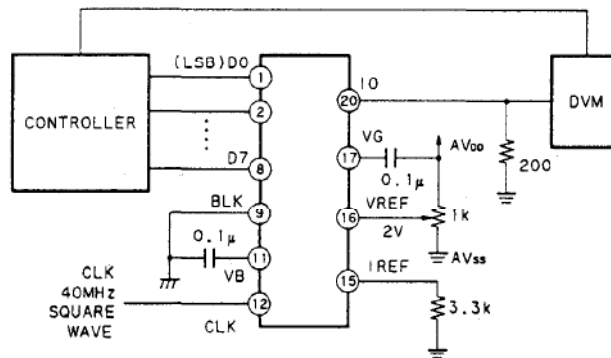 (LSB)D0
1
CONTROLLER
2
D7
8
BLK
9
0.1μ
11
VB
CLK
40MHz
SQUARE
WAVE
12
CLK
IO
20
DVM
VG
17
AVDD
200
0.1μ
VREF
16
1k
2V
IREF
AVSS
15
3.3k